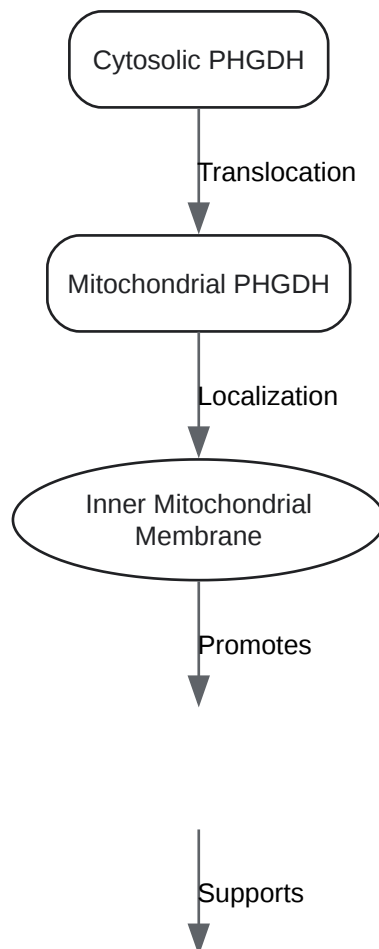 Cytosolic PHGDH
Translocation
Mitochondrial PHGDH
Localization
Inner Mitochondrial
Membrane
Promotes
Supports